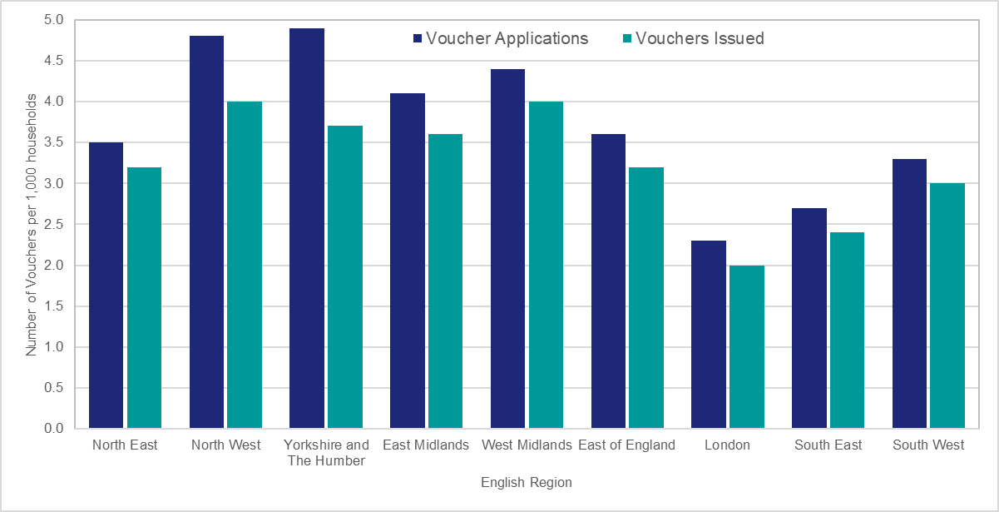 Voucher Applications
Vouchers Issued
Number of Vouchers per 1,000 households
5.0
4.5
4.0
3.5
3.0
2.5
2.0
1.5
1.0
0.5
0.0
North East
North West
Yorkshire and
The Humber
East Midlands
West Midlands
East of England
London
South East
South West
English Region